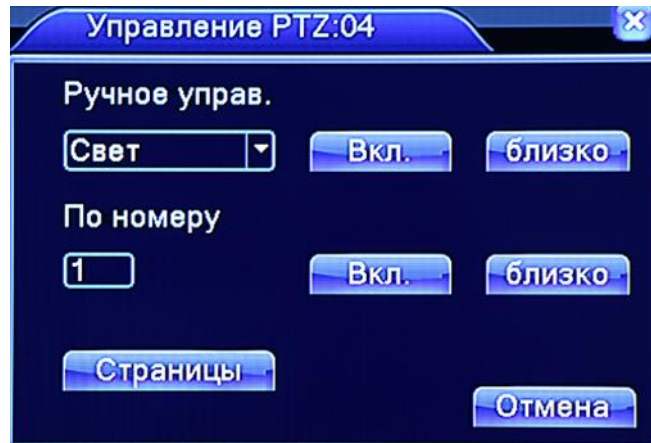 Управление PTZ:04
Ручное управ.
Свет Вкл. близко
По номеру
1 Вкл. близко
Страницы
Отмена